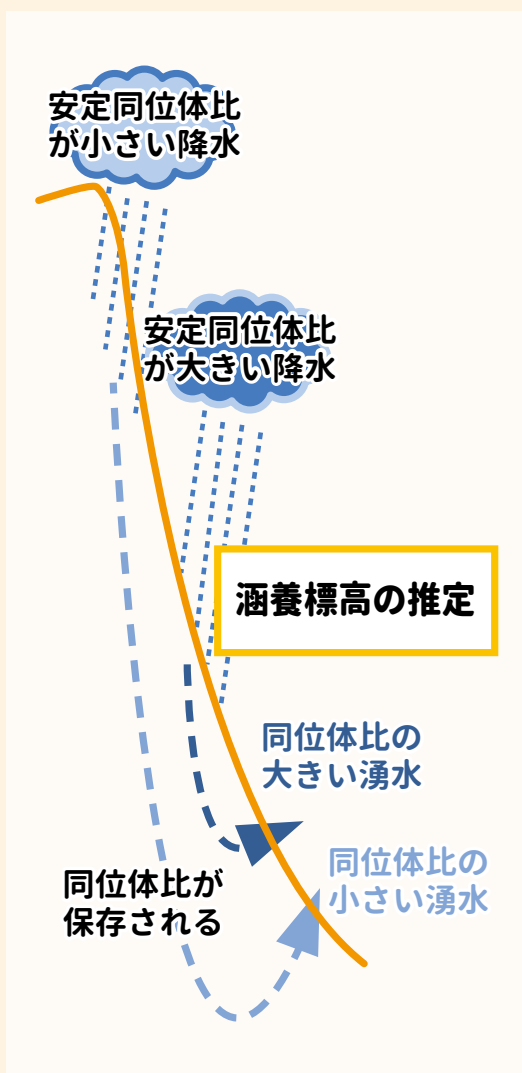 安定同位体比
が小さい降水
安定同位体比
が大きい降水
涵養標高の推定
同位体比の
大きい湧水
同位体比の
小さい湧水
同位体比が
保存される